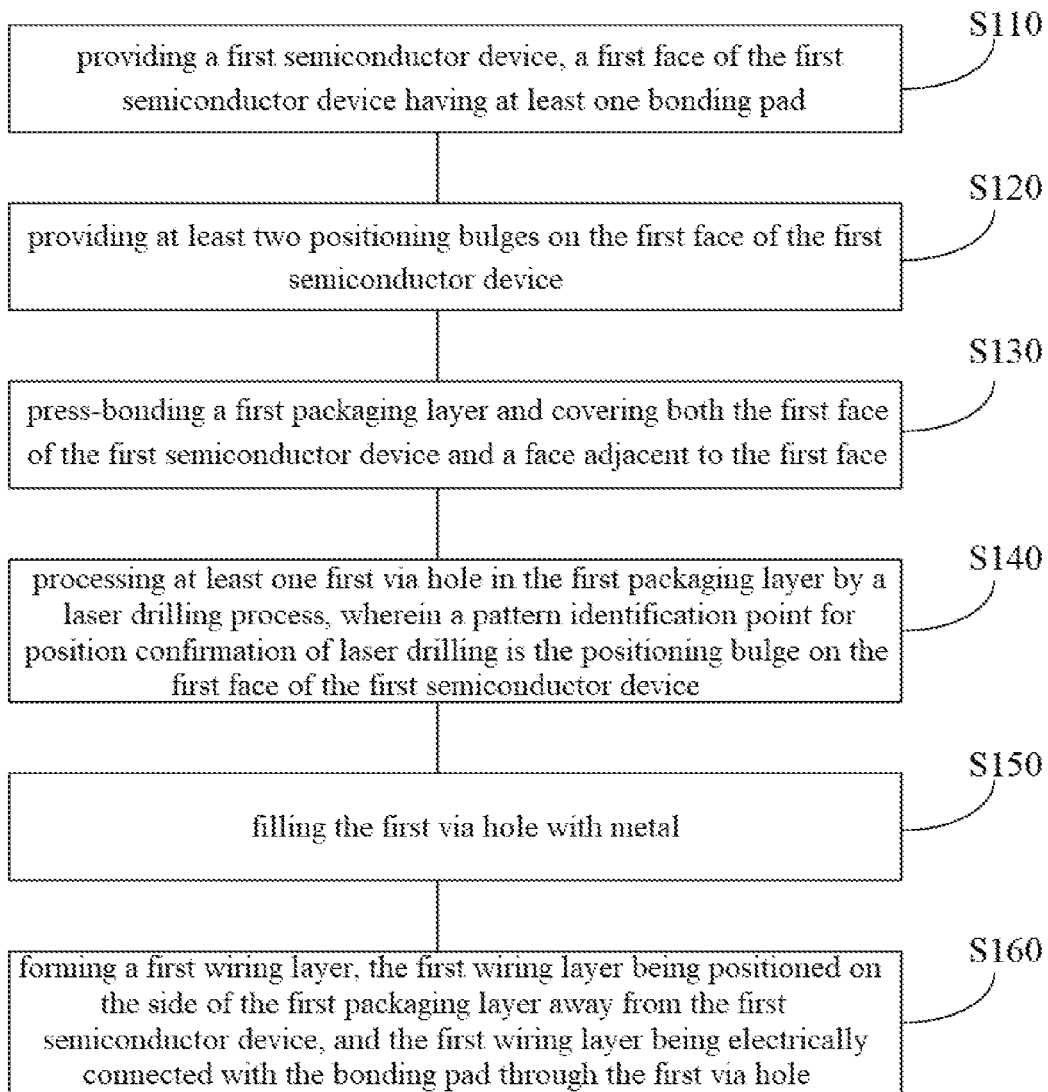 S110
providing a first semiconductor device, a first face of the first
semiconductor device having at least one bonding pad
S120
providing at least two positioning bulges on the first face of the first
semiconductor device
S130
press-bonding a first packaging layer and covering both the first face
of the first semiconductor device and a face adjacent to the first face
S140
processing at least one first via hole in the first packaging layer by a
laser drilling process, wherein a pattern identification point for
position confirmation of laser drilling is the positioning bulge on the
first face of the first semiconductor device
S150
filling the first via hole with metal
S160
forming a first wiring layer, the first wiring layer being positioned on
the side of the first packaging layer away from the first
semiconductor device, and the first wiring layer being electrically
connected with the bonding pad through the first via hole